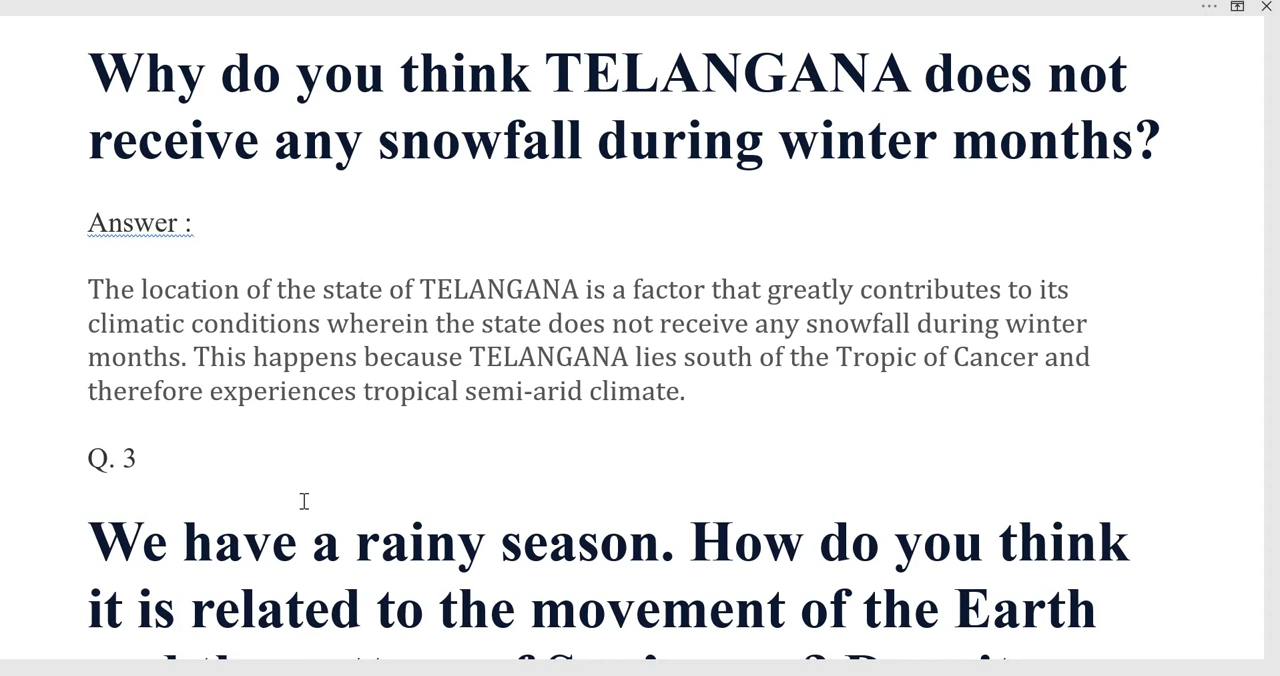 Why do you think TELANGANA does not
receive any snowfall during winter months?
Answer :
The location of the state of TELANGANA is a factor that greatly contributes to its
climatic conditions wherein the state does not receive any snowfall during winter
months. This happens because TELANGANA lies south of the Tropic of Cancer and
therefore experiences tropical semi-arid climate.
Q. 3
We have a rainy season. How do you think
it is related to the movement of the Earth